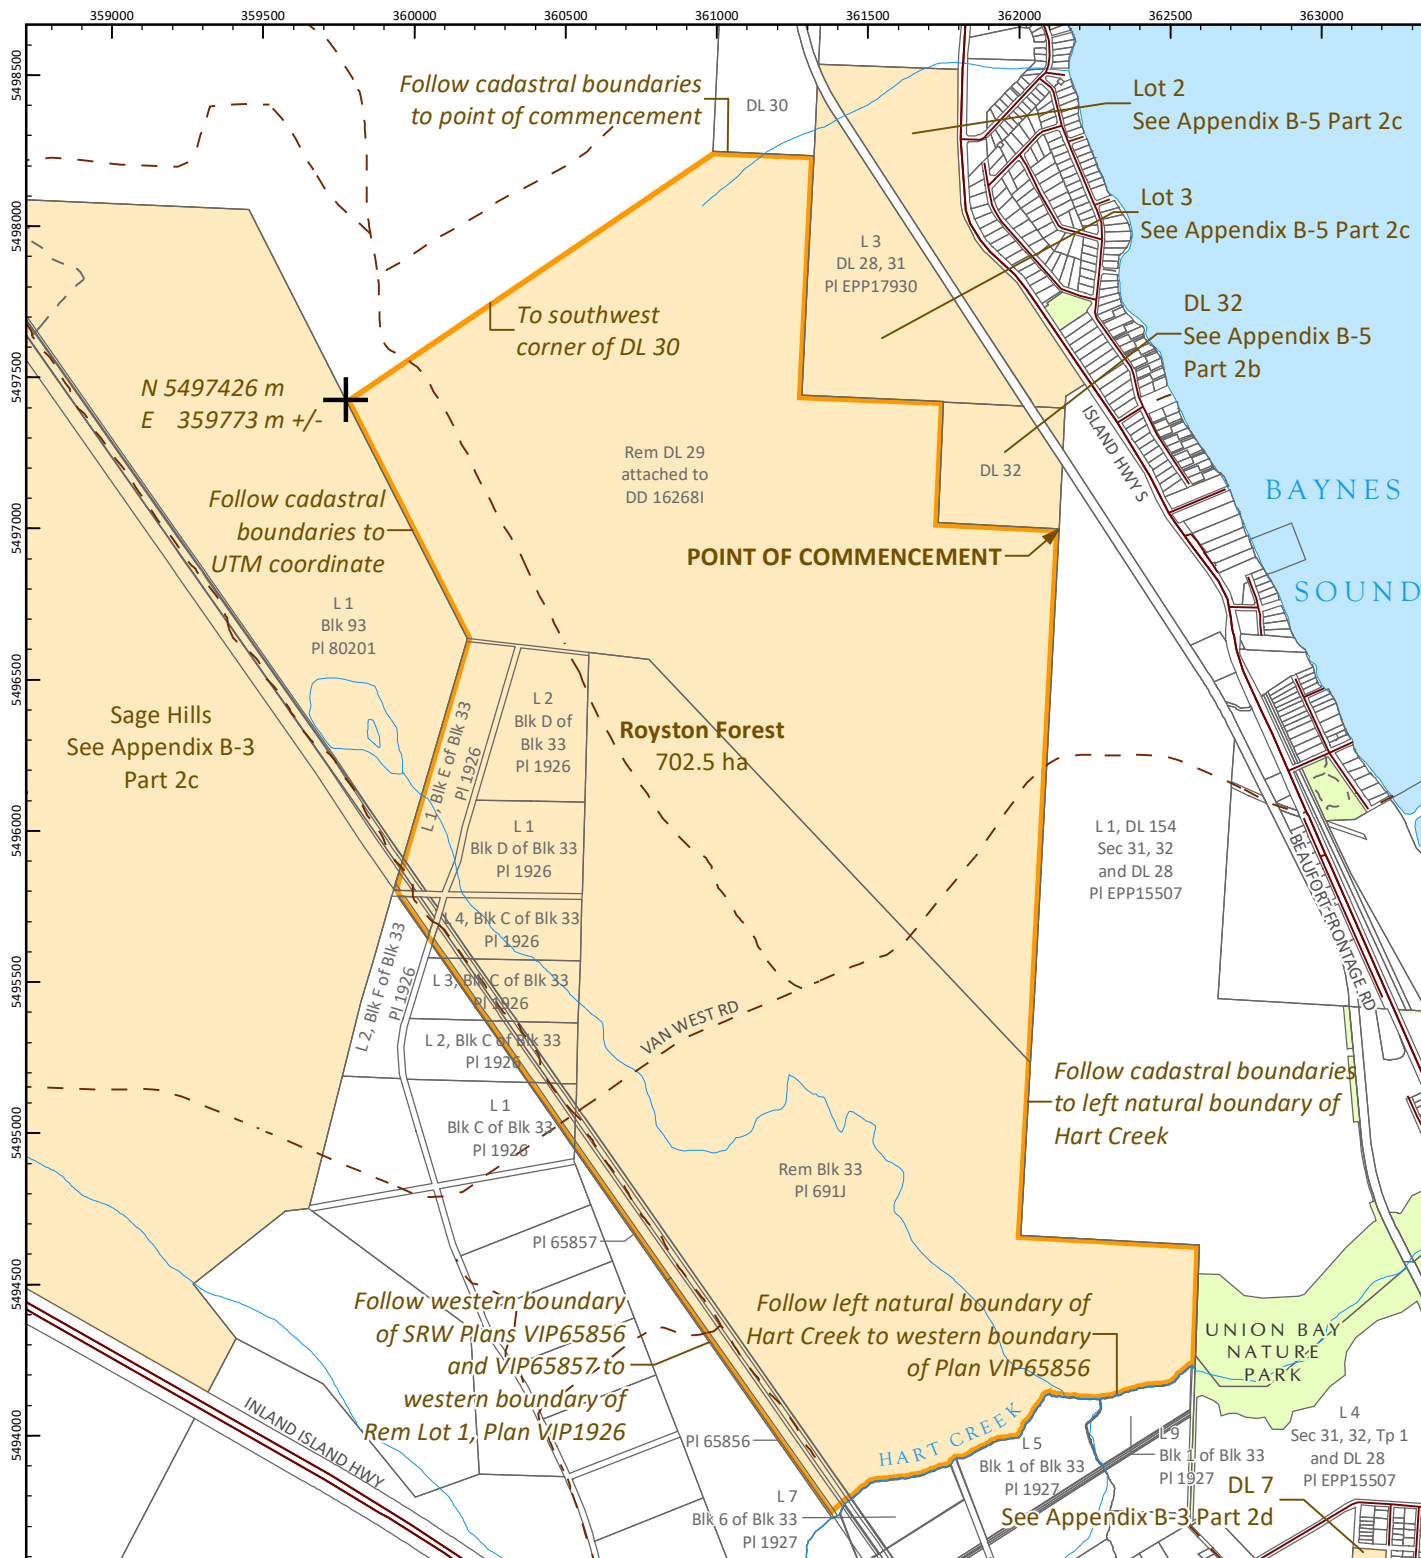 359000
359500
360000
360500
361000
361500
362000
362500
363000
5498500
5498000
5497500
5497000
5496500
5496000
5495500
5495000
5494500
5494000
Follow cadastral boundaries
to point of commencement
DL 30
Lot 2
See Appendix B-5 Part 2c
Lot 3
See Appendix B-5 Part 2c
L 3
DL 28, 31
Pl EPP17930
DL 32
See Appendix B-5
Part 2b
To southwest
corner of DL 30
N 5497426 m
E 359773 m +/-
ISLAND HWY S
Rem DL 29
attached to
DD 16268I
DL 32
BAYNES
SOUND
Follow cadastral
boundaries to
UTM coordinate
POINT OF COMMENCEMENT
L 1
Blk 93
Pl 80201
Sage Hills
See Appendix B-3
Part 2c
L 1, Blk E of Blk 33
Pl 1926
L 2
Blk D of
Blk 33
Pl 1926
Royston Forest
702.5 ha
L 1
Blk D of Blk 33
Pl 1926
L 1, DL 154
Sec 31, 32
and DL 28
Pl EPP15507
BEAUFORT FRONTAGE RD
L 4, Blk C of Blk 33
Pl 1926
L 2, Blk F of Blk 33
Pl 1926
L 3, Blk C of Blk 33
Pl 1926
L 2, Blk C of Blk 33
Pl 1926
VAN WEST RD
L 1
Blk C of Blk 33
Pl 1926
Follow cadastral boundaries
to left natural boundary of
Hart Creek
Rem Blk 33
Pl 691J
Pl 65857
Follow western boundary
of SRW Plans VIP65856
and VIP65857 to
western boundary of
Rem Lot 1, Plan VIP1926
Follow left natural boundary of
Hart Creek to western boundary
of Plan VIP65856
UNION BAY
NATURE
PARK
INLAND ISLAND HWY
Pl 65856
HART CREEK
L 5
Blk 1 of Blk 33
Pl 1927
L 9
Blk 1 of Blk 33
Pl 1927
L 4
Sec 31, 32, Tp 1
and DL 28
Pl EPP15507
L 7
Blk 6 of Blk 33
Pl 1927
DL 7
See Appendix B-3 Part 2d